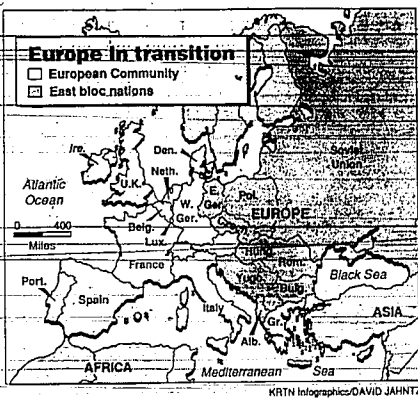 Europe in transition
European Community
East bloc nations
Ire.
Den.
Soviet
Union
Neth.
U.K.
Atlantic
Ocean
E.
Ger.
Pol.
W.
Ger.
EUROPE
0 400
Miles
Belg.
Lux.
Hung.
Rom.
France
Black Sea
Yugo.
Bulg.
Port.
Spain
Italy
ASIA
Gr.
Alb.
AFRICA
Mediterranean Sea
KRTN Infographics/DAVID JAHNTZ